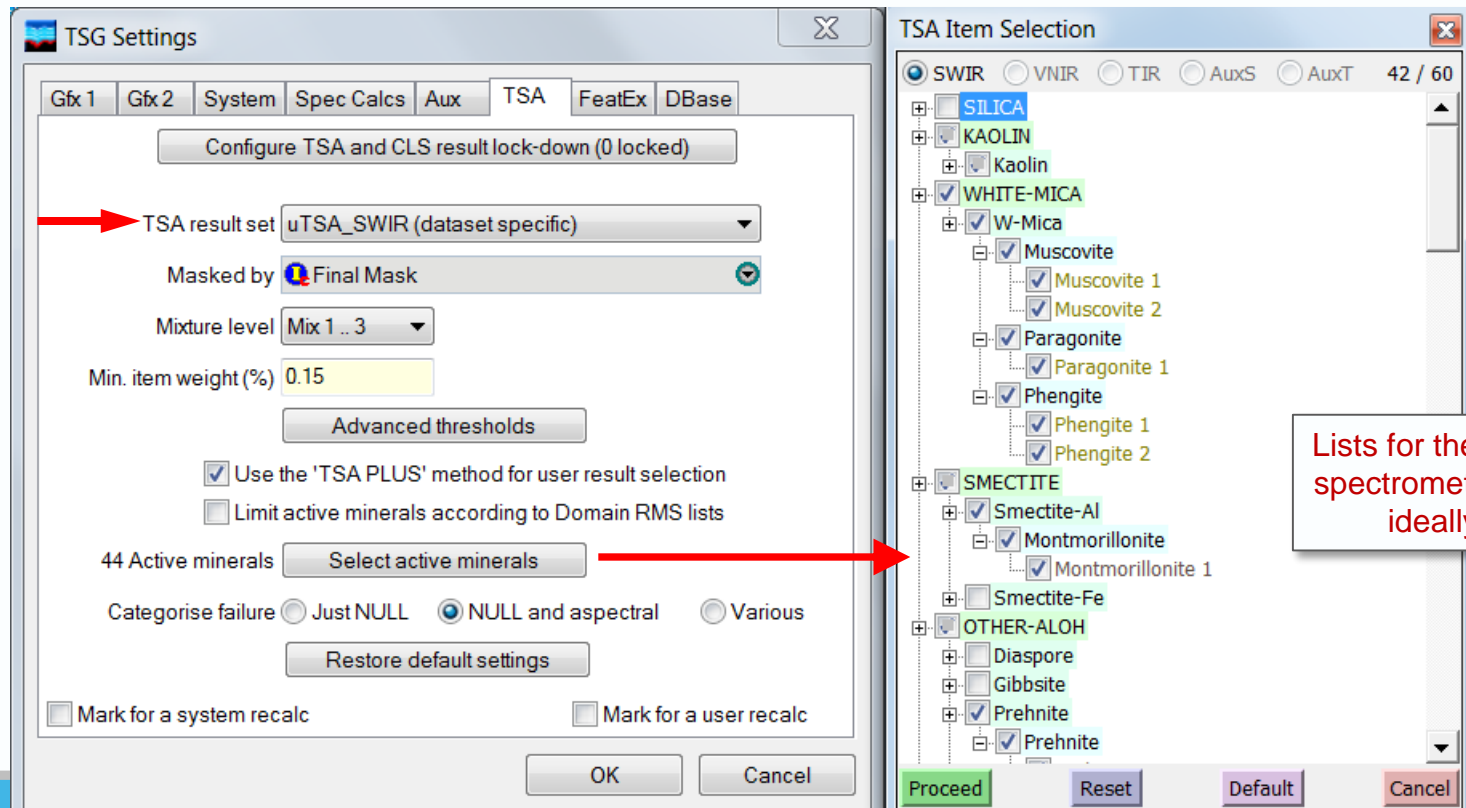 TSG Settings
Gfx 1 Gfx 2 System Spec Calcs Aux TSA FeatEx DBase
Configure TSA and CLS result lock-down (0 locked)
TSA result set uTSA_SWIR (dataset specific)
Masked by Final Mask
Mixture level Mix 1 .. 3
Min. item weight (%) 0.15
Advanced thresholds
Use the 'TSA PLUS' method for user result selection
Limit active minerals according to Domain RMS lists
44 Active minerals Select active minerals
Categorise failure Just NULL NULL and aspectral Various
Restore default settings
Mark for a system recalc Mark for a user recalc
OK Cancel
TSA Item Selection
SWIR VNIR TIR AuxS AuxT 42 / 60
SILICA
KAOLIN
Kaolin
WHITE-MICA
W-Mica
Muscovite
Muscovite 1
Muscovite 2
Paragonite
Paragonite 1
Phengite
Phengite 1
Phengite 2
SMECTITE
Smectite-Al
Montmorillonite
Montmorillonite 1
Smectite-Fe
OTHER-ALOH
Diaspore
Gibbsite
Prehnite
Prehnite
Proceed Reset Default Cancel
Lists for the
spectromet
ideally